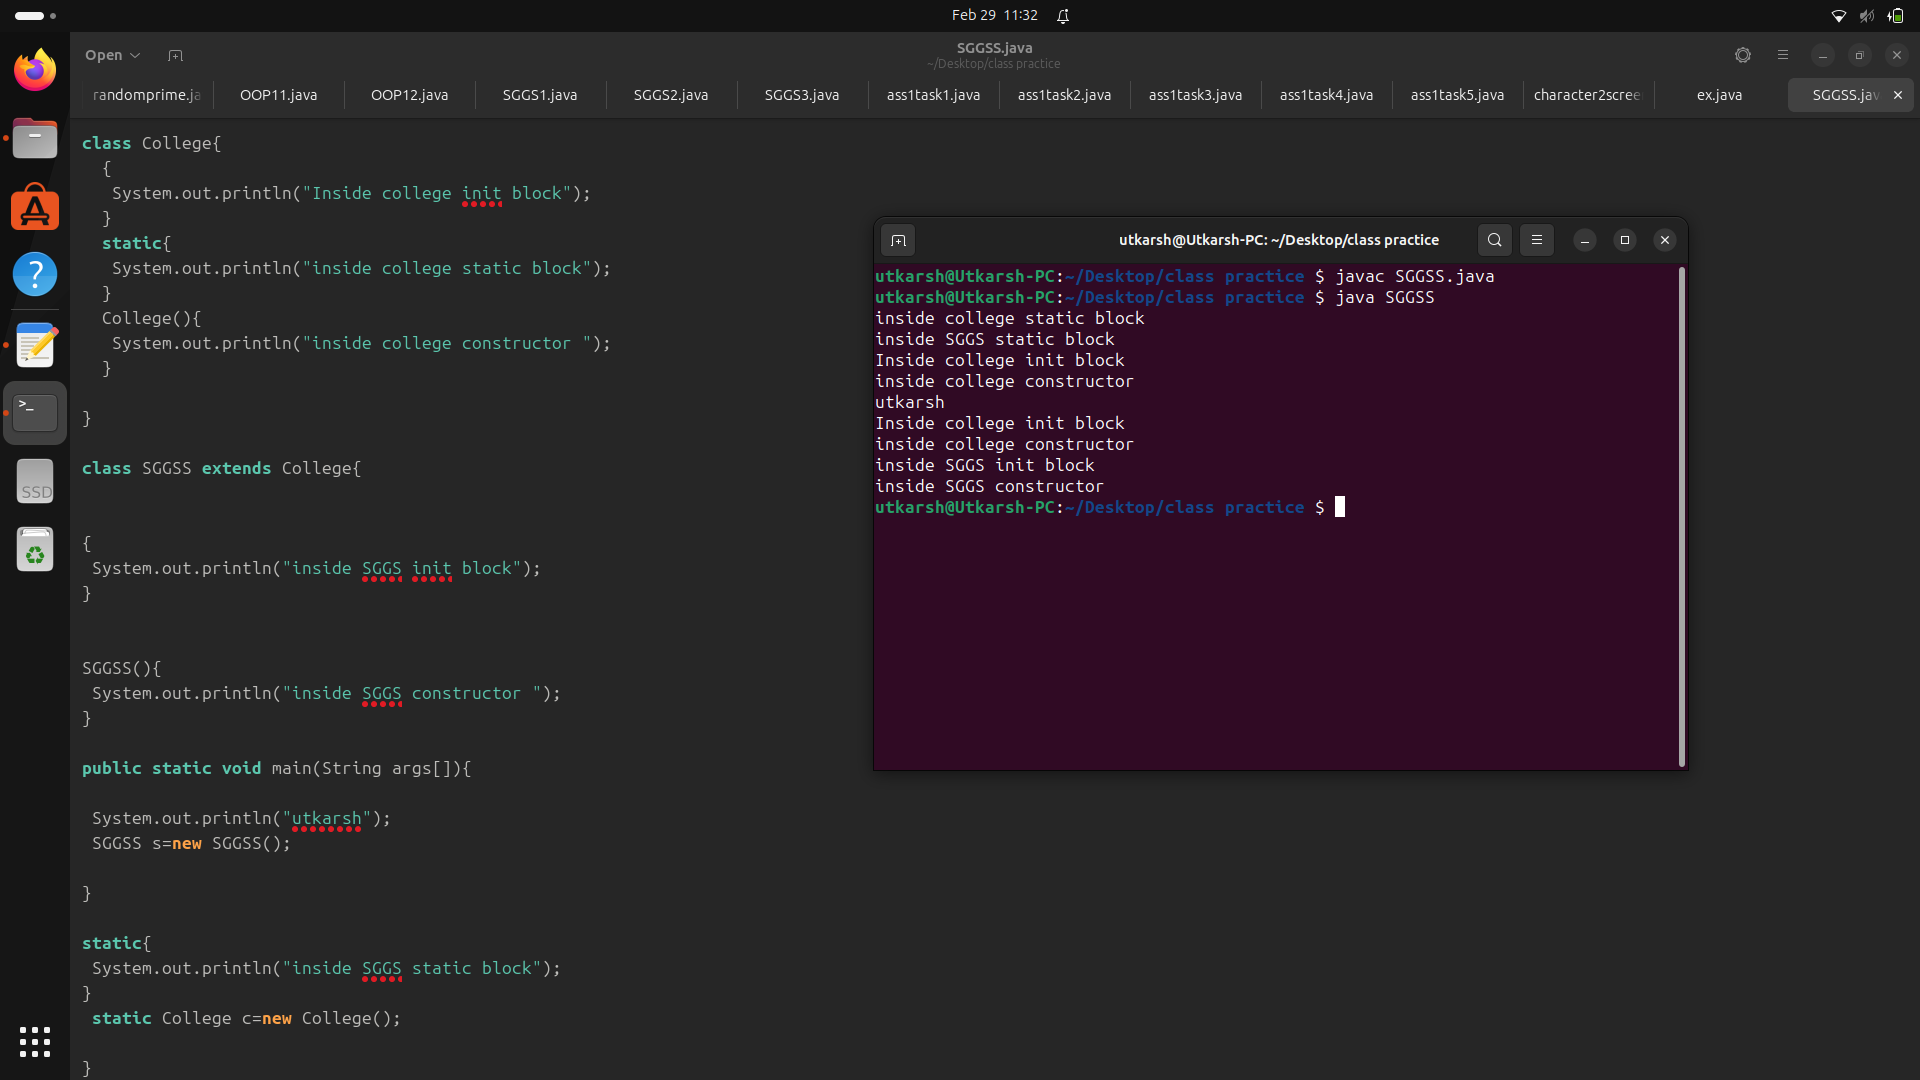 Feb 29 11:32
Open
SGGSS.java
~/Desktop/class practice
randomprime.ja
OOP11.java
OOP12.java
SGGS1.java
SGGS2.java
SGGS3.java
ass1task1.java
ass1task2.java
ass1task3.java
ass1task4.java
ass1task5.java
character2scree
ex.java
SGGSS.jav
class College{
{
System.out.println("Inside college init block");
}
static{
System.out.println("inside college static block");
}
College(){
System.out.println("inside college constructor ");
}
}
class SGGSS extends College{
{
System.out.println("inside SGGS init block");
}
SGGSS(){
System.out.println("inside SGGS constructor ");
}
public static void main(String args[]){
System.out.println("utkarsh");
SGGSS s=new SGGSS();
}
static{
System.out.println("inside SGGS static block");
}
static College c=new College();
}
utkarsh@Utkarsh-PC: ~/Desktop/class practice
utkarsh@Utkarsh-PC:~/Desktop/class practice $ javac SGGSS.java
utkarsh@Utkarsh-PC:~/Desktop/class practice $ java SGGSS
inside college static block
inside SGGS static block
Inside college init block
inside college constructor
utkarsh
Inside college init block
inside college constructor
inside SGGS init block
inside SGGS constructor
utkarsh@Utkarsh-PC:~/Desktop/class practice $
>_
SSD